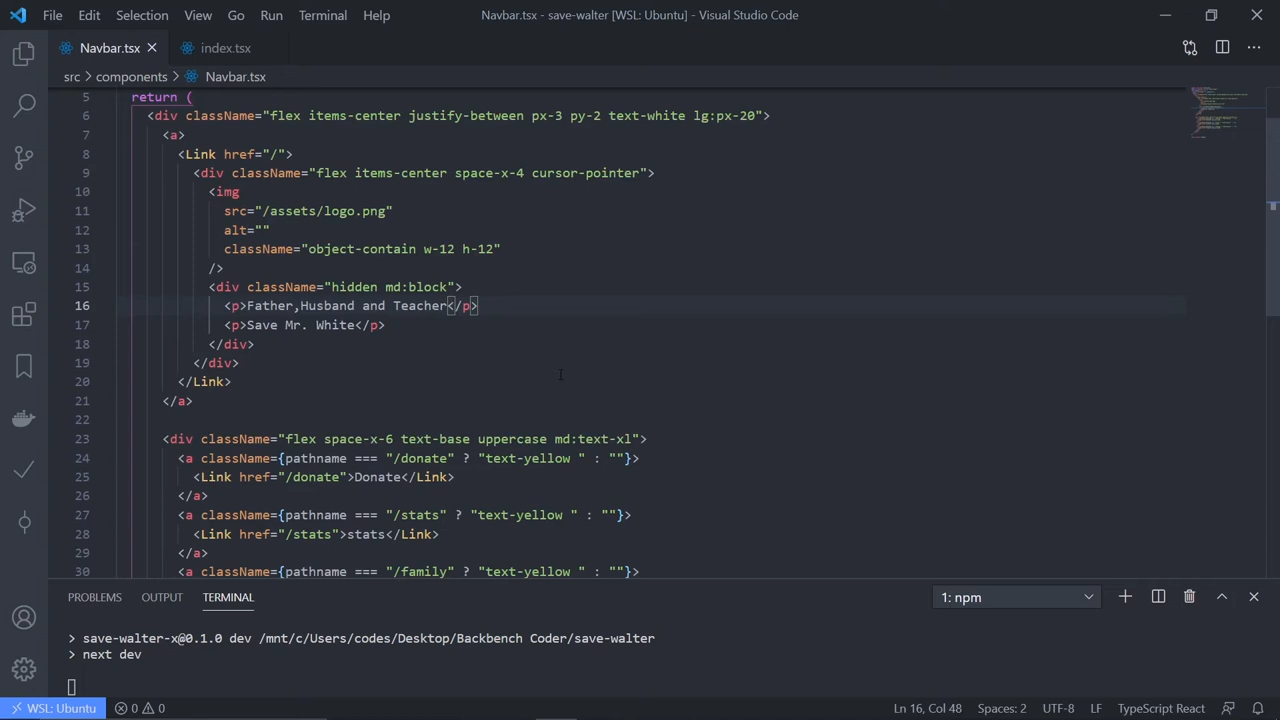 File Edit Selection View Go Run Terminal Help Navbar.tsx - save-walter [WSL: Ubuntu] - Visual Studio Code
Navbar.tsx index.tsx
src components Navbar.tsx
5 return (
6 <div className="flex items-center justify-between px-3 py-2 text-white lg:px-20">
7 <a>
8 <Link href="/">
9 <div className="flex items-center space-x-4 cursor-pointer">
10 <img
11 src="/assets/logo.png"
12 alt=""
13 className="object-contain w-12 h-12"
14 />
15 <div className="hidden md:block">
16 <p>Father,Husband and Teacher</p>
17 <p>Save Mr. White</p>
18 </div>
19 </div>
20 </Link>
21 </a>
22
23 <div className="flex space-x-6 text-base uppercase md:text-xl">
24 <a className={pathname === "/donate" ? "text-yellow " : ""}>
25 <Link href="/donate">Donate</Link>
26 </a>
27 <a className={pathname === "/stats" ? "text-yellow " : ""}>
28 <Link href="/stats">stats</Link>
29 </a>
30 <a className={pathname === "/family" ? "text-yellow " : ""}>
PROBLEMS OUTPUT TERMINAL 1: npm
> save-walter-x@0.1.0 dev /mnt/c/Users/codes/Desktop/Backbench Coder/save-walter
> next dev
WSL: Ubuntu 0 0 Ln 16, Col 48 Spaces: 2 UTF-8 LF TypeScript React